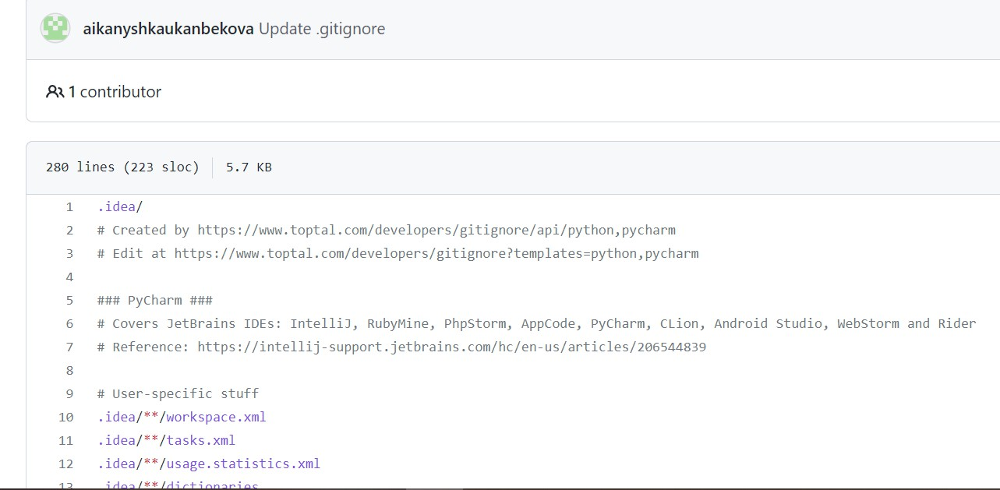 aikanyshkaukanbekova Update .gitignore
1 contributor
280 lines (223 sloc) 5.7 KB
1 .idea/
2 # Created by https://www.toptal.com/developers/gitignore/api/python,pycharm
3 # Edit at https://www.toptal.com/developers/gitignore?templates=python,pycharm
4
5 ### PyCharm ###
6 # Covers JetBrains IDEs: IntelliJ, RubyMine, PhpStorm, AppCode, PyCharm, CLion, Android Studio, WebStorm and Rider
7 # Reference: https://intellij-support.jetbrains.com/hc/en-us/articles/206544839
8
9 # User-specific stuff
10 .idea/**/workspace.xml
11 .idea/**/tasks.xml
12 .idea/**/usage.statistics.xml
13 .idea/**/dictionaries